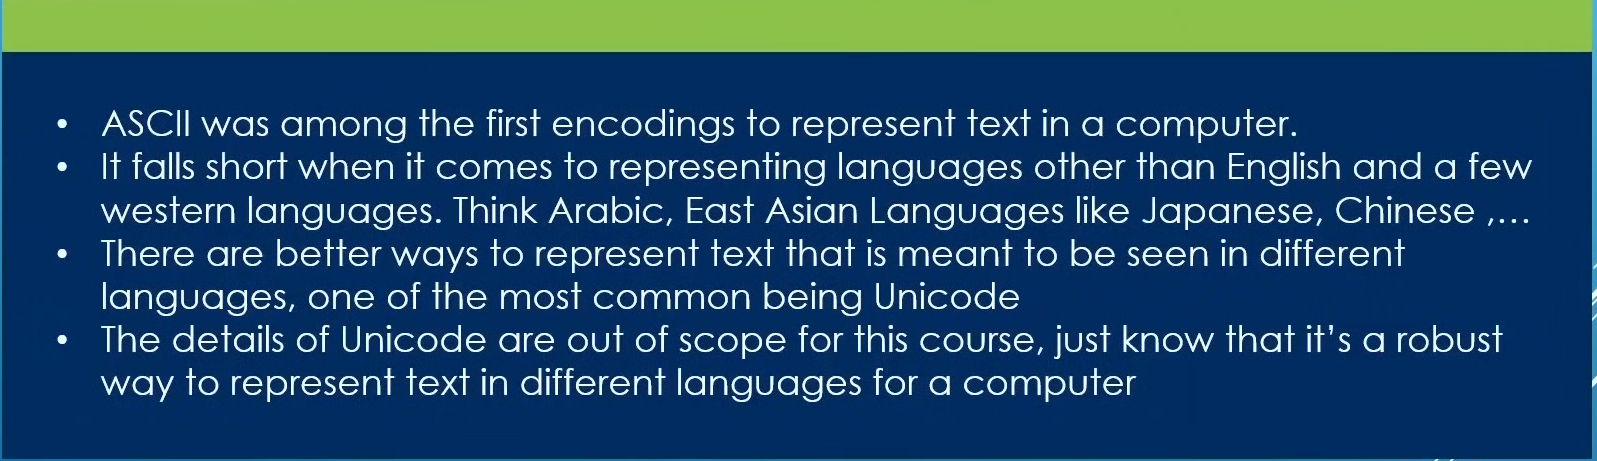 • ASCII was among the first encodings to represent text in a computer.
• It falls short when it comes to representing languages other than English and a few
western languages. Think Arabic, East Asian Languages like Japanese, Chinese ,...
• There are better ways to represent text that is meant to be seen in different
languages, one of the most common being Unicode
• The details of Unicode are out of scope for this course, just know that it’s a robust
way to represent text in different languages for a computer